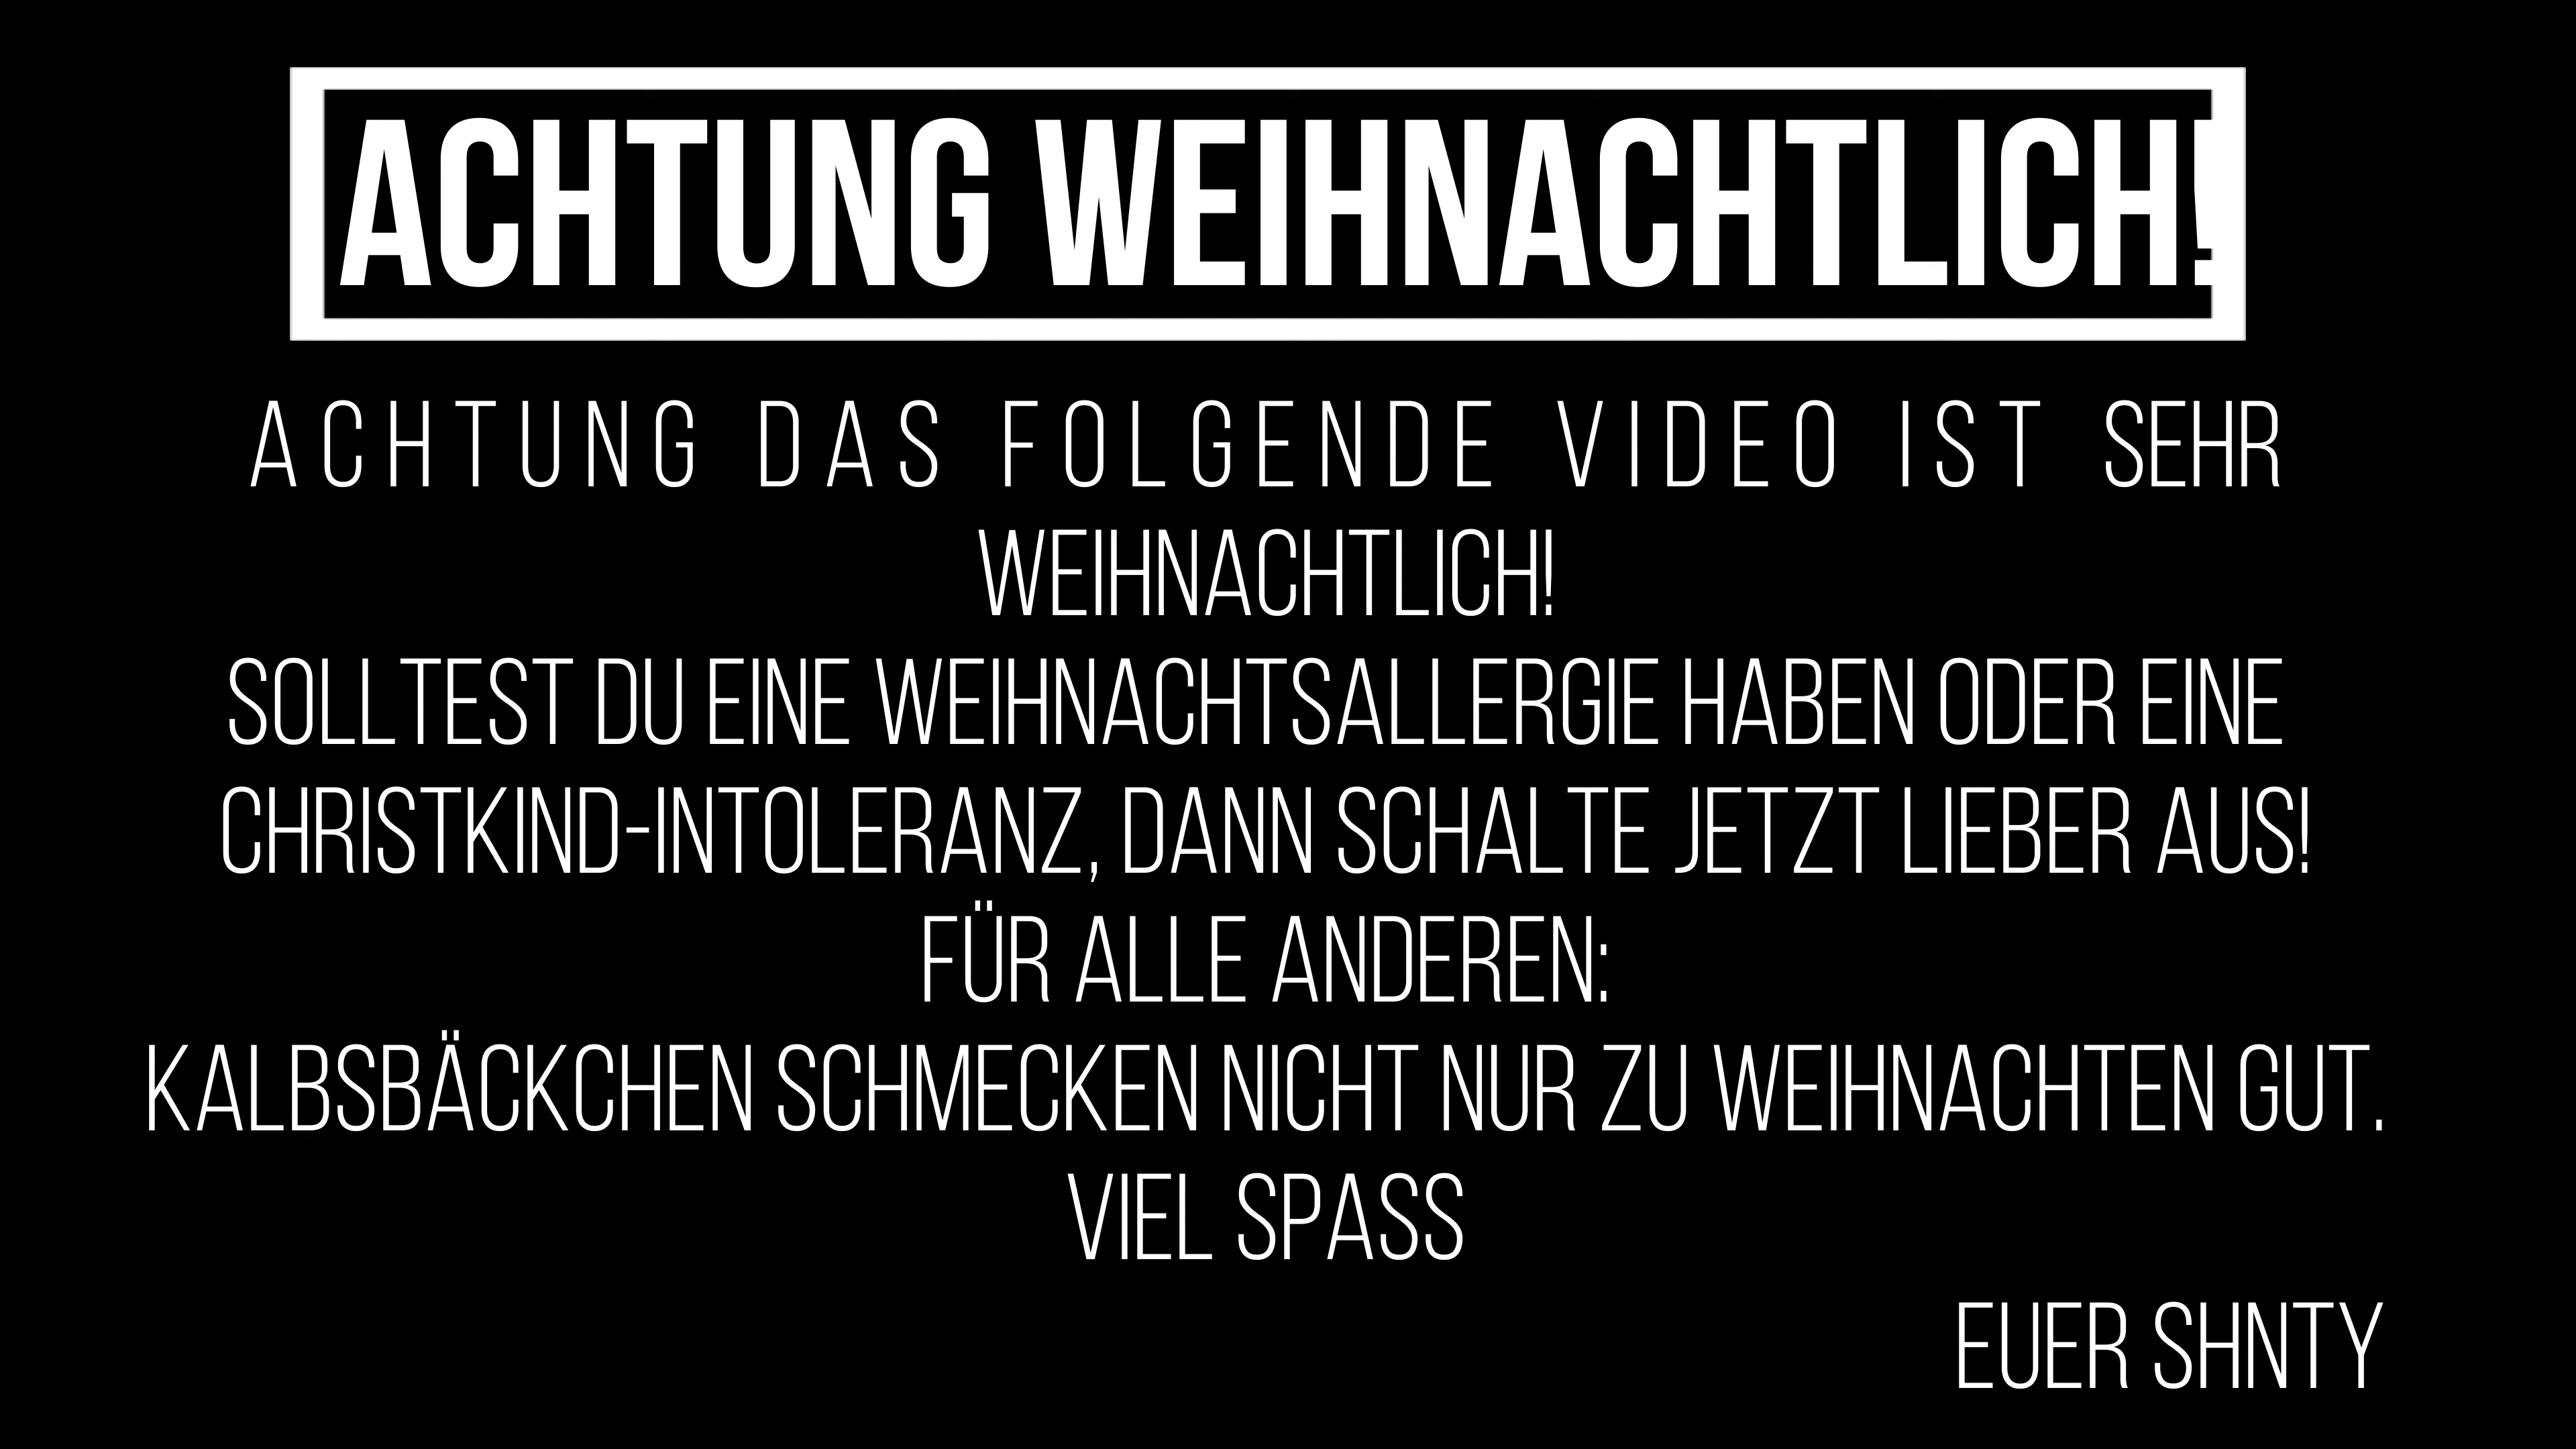 ACHTUNG WEIHNACHTLICH!
ACHTUNG DAS FOLGENDE VIDEO IST SEHR
WEIHNACHTLICH!
SOLLTEST DU EINE WEIHNACHTSALLERGIE HABEN ODER EINE
CHRISTKIND-INTOLERANZ, DANN SCHALTE JETZT LIEBER AUS!
FÜR ALLE ANDEREN:
KALBSBÄCKCHEN SCHMECKEN NICHT NUR ZU WEIHNACHTEN GUT.
VIEL SPASS
EUER SHNTY